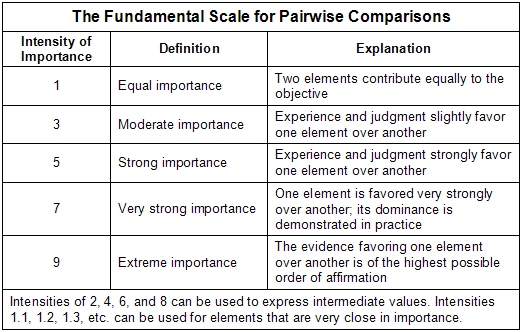 The Fundamental Scale for Pairwise Comparisons
Intensity of
Importance
Definition
Explanation
1
Equal importance
Two elements contribute equally to the
objective
3
Moderate importance
Experience and judgment slightly favor
one element over another
5
Strong importance
Experience and judgment strongly favor
one element over another
7
Very strong importance
One element is favored very strongly
over another; its dominance is
demonstrated in practice
9
Extreme importance
The evidence favoring one element
over another is of the highest possible
order of affirmation
Intensities of 2, 4, 6, and 8 can be used to express intermediate values. Intensities
1.1, 1.2, 1.3, etc. can be used for elements that are very close in importance.